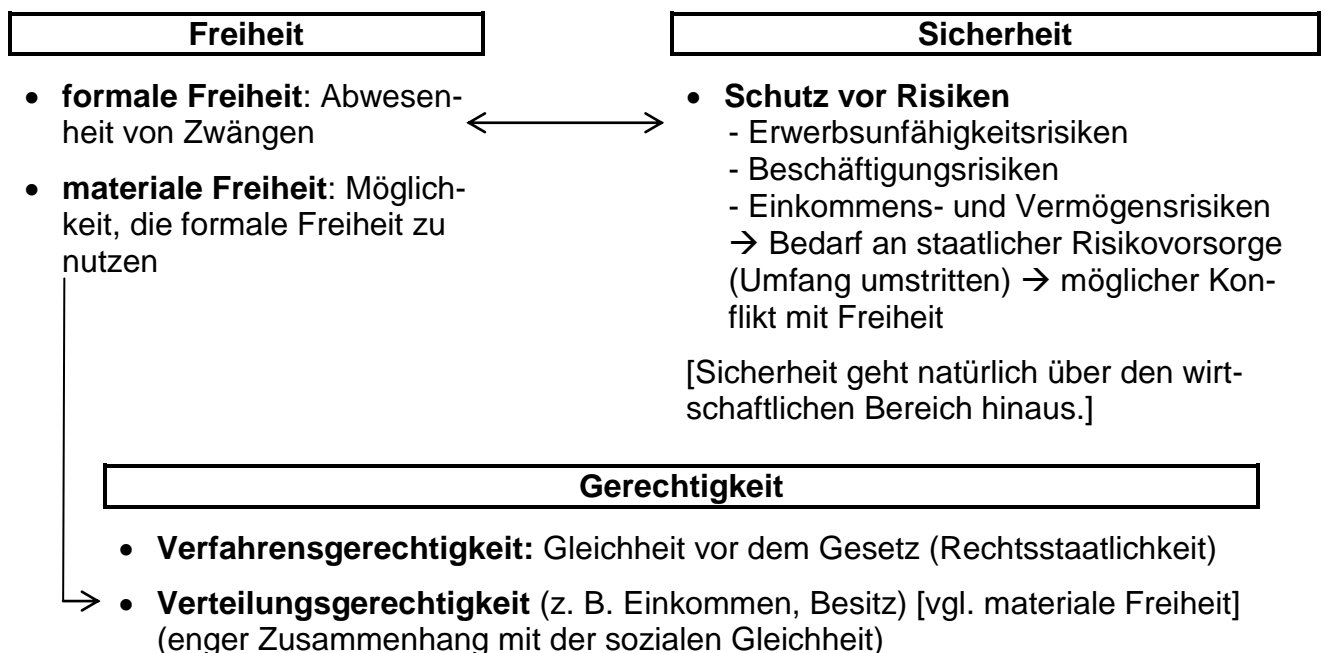 Freiheit
• formale Freiheit: Abwesen-
heit von Zwängen
• materiale Freiheit: Möglich-
keit, die formale Freiheit zu
nutzen
Sicherheit
• Schutz vor Risiken
- Erwerbsunfähigkeitsrisiken
- Beschäftigungsrisiken
- Einkommens- und Vermögensrisiken
→ Bedarf an staatlicher Risikovorsorge
(Umfang umstritten) → möglicher Kon-
flikt mit Freiheit
[Sicherheit geht natürlich über den wirt-
schaftlichen Bereich hinaus.]
Gerechtigkeit
• Verfahrensgerechtigkeit: Gleichheit vor dem Gesetz (Rechtsstaatlichkeit)
• Verteilungsgerechtigkeit (z. B. Einkommen, Besitz) [vgl. materiale Freiheit]
(enger Zusammenhang mit der sozialen Gleichheit)